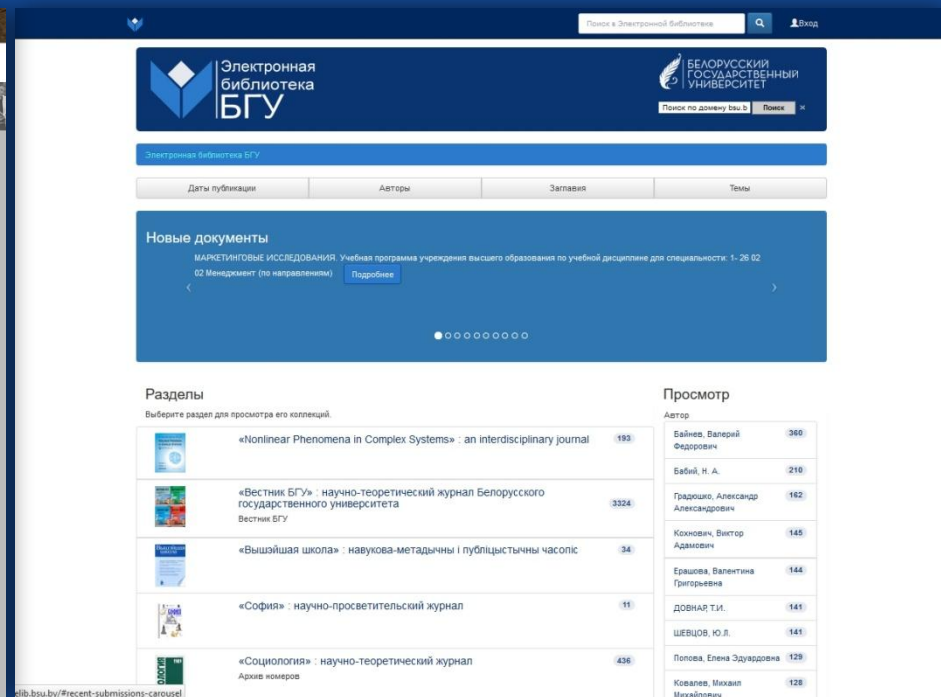 Поиск в Электронной библиотеке
Вход
Электронная
библиотека
БГУ
БЕЛОРУССКИЙ
ГОСУДАРСТВЕННЫЙ
УНИВЕРСИТЕТ
Поиск по домену bsu.b
Поиск
×
Электронная библиотека БГУ
Даты публикации
Авторы
Заглавия
Темы
Новые документы
МАРКЕТИНГОВЫЕ ИССЛЕДОВАНИЯ. Учебная программа учреждения высшего образования по учебной дисциплине для специальности: 1- 26 02
02 Менеджмент (по направлениям) Подробнее
Разделы
Выберите раздел для просмотра его коллекций.
«Nonlinear Phenomena in Complex Systems» : an interdisciplinary journal 193
«Вестник БГУ» : научно-теоретический журнал Белорусского
государственного университета 3324
Вестник БГУ
«Вышэйшая школа» : навукова-метадычны і публіцыстычны часопіс 34
«София» : научно-просветительский журнал 11
«Социология» : научно-теоретический журнал 436
Архив номеров
Просмотр
Автор
Байнев, Валерий 360
Федорович
Бабий, Н. А. 210
Градюшко, Александр 162
Александрович
Кохнович, Виктор 145
Адамович
Ерашова, Валентина 144
Григорьевна
ДОВНАР, Т.И. 141
ШЕВЦОВ, Ю.Л. 141
Попова, Елена Эдуардовна 129
Ковалев, Михаил 128
Михайлович
elib.bsu.by/#recent-submissions-carousel